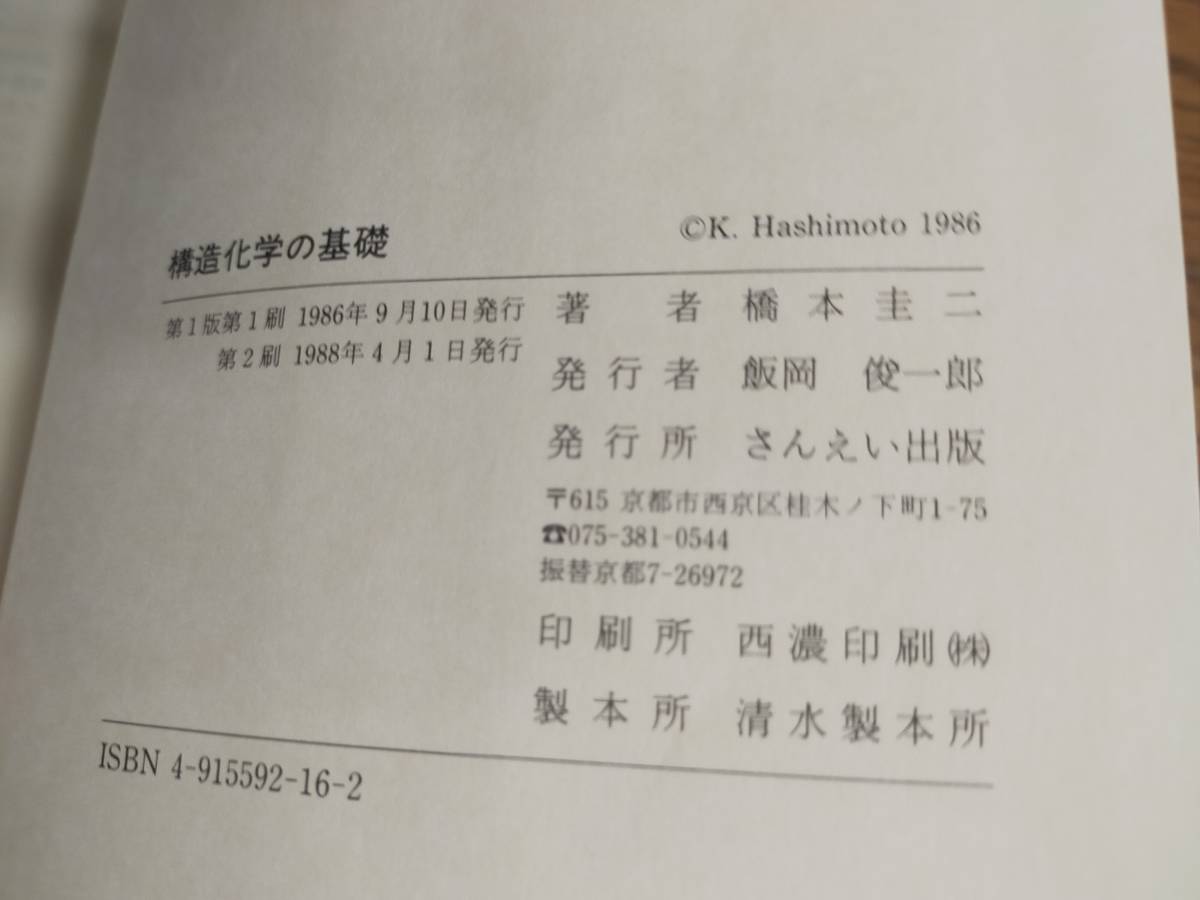 構造化学の基礎
©K. Hashimoto 1986
第1版第1刷 1986年9月10日発行
第2刷 1988年4月1日発行
著者 橋本圭二
発行者 飯岡 俊一郎
発行所 さんえい出版
〒615 京都市西京区桂木ノ下町1-75
☎075-381-0544
振替京都7-26972
印刷所 西濃印刷㈱
製本所 清水製本所
ISBN 4-915592-16-2